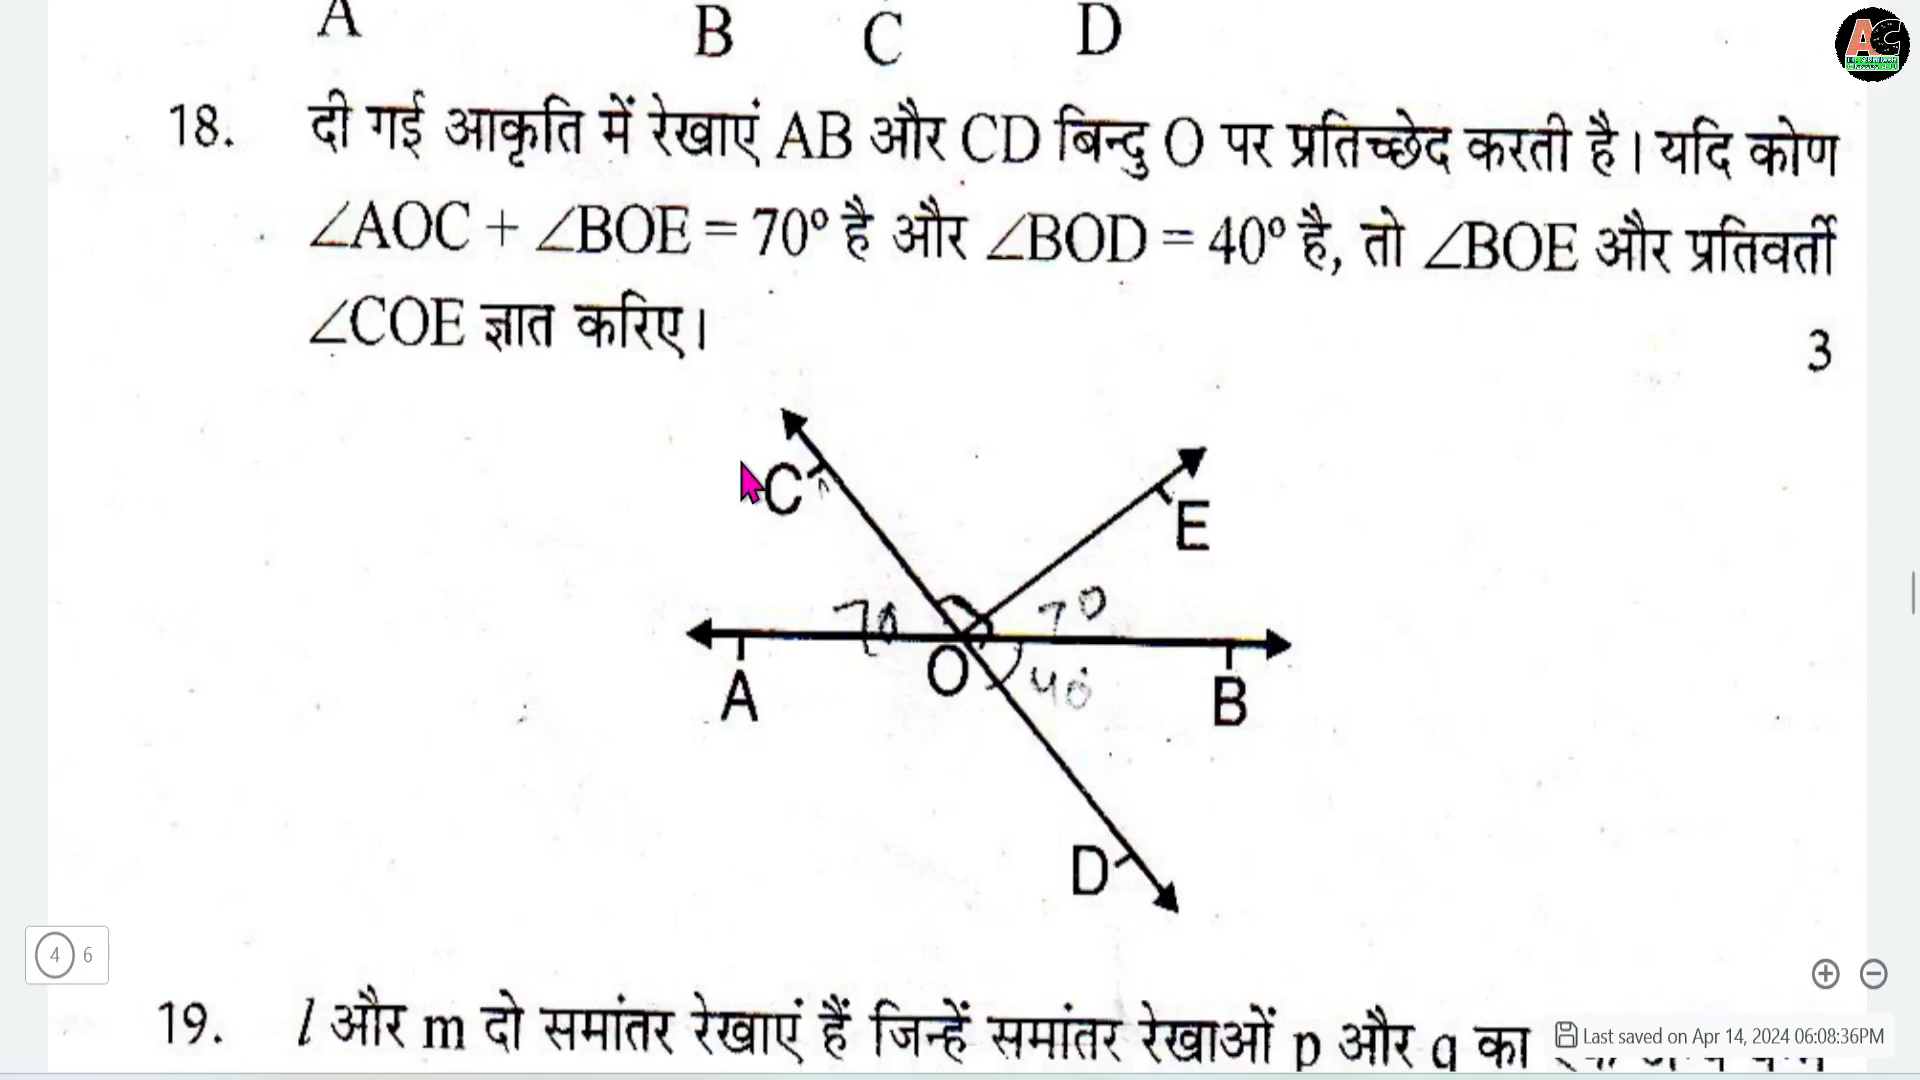 A B C D
18. दी गई आकृति में रेखाएं AB और CD बिन्दु O पर प्रतिच्छेद करती है। यदि कोण
∠AOC + ∠BOE = 70° है और ∠BOD = 40° है, तो ∠BOE और प्रतिवर्ती
∠COE ज्ञात करिए।
3
C
E
70
70
A
O
40
B
D
4 6
19. l और m दो समांतर रेखाएं हैं जिन्हें समांतर रेखाओं p और q का
Last saved on Apr 14, 2024 06:08:36PM
AC